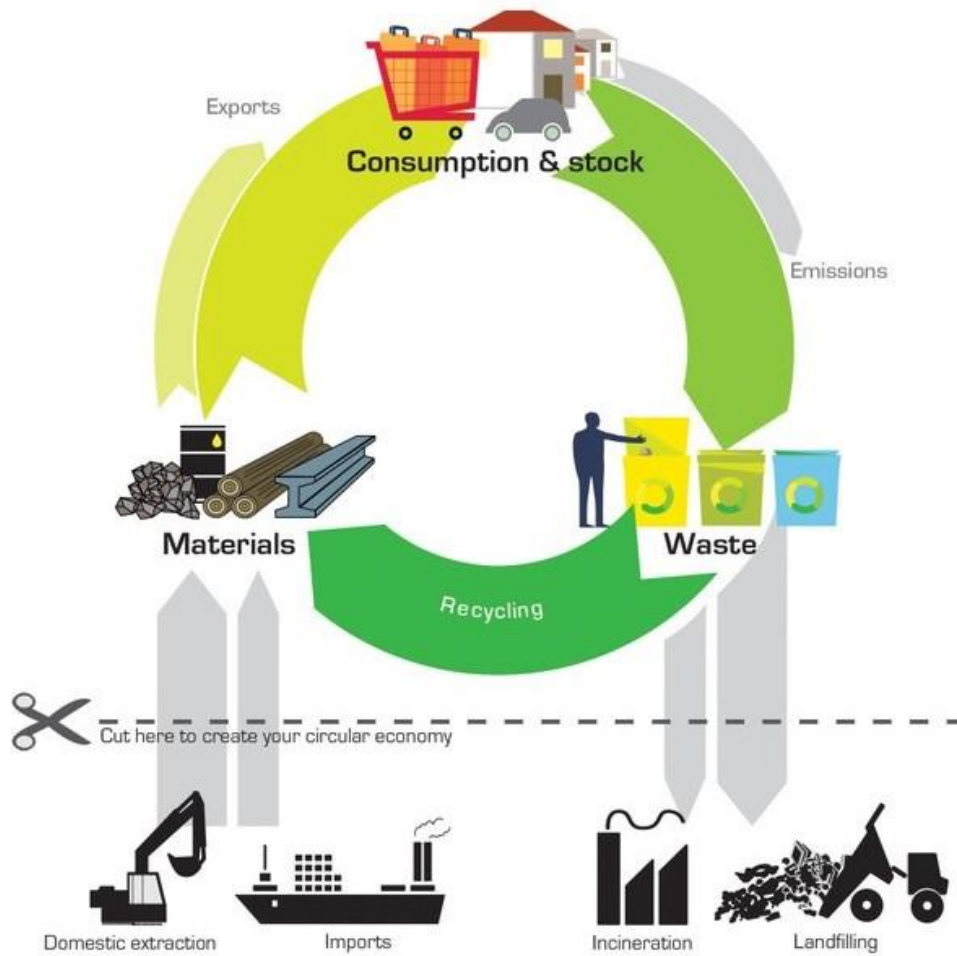 Exports
Consumption & stock
Emissions
Materials
Waste
Recycling
Cut here to create your circular economy
Domestic extraction
Imports
Incineration
Landfilling